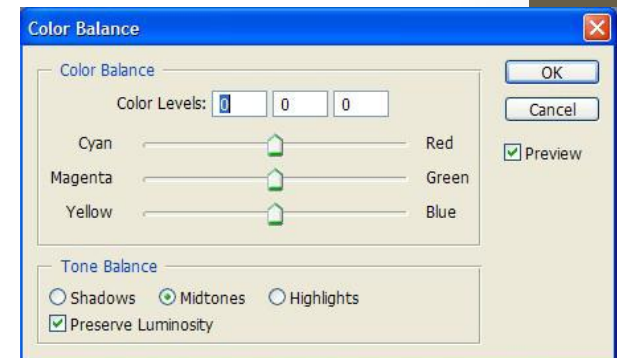 Color Balance
Color Balance
Color Levels: 0 0 0
Cyan Red
Magenta Green
Yellow Blue
OK
Cancel
Preview
Tone Balance
Shadows Midtones Highlights
Preserve Luminosity